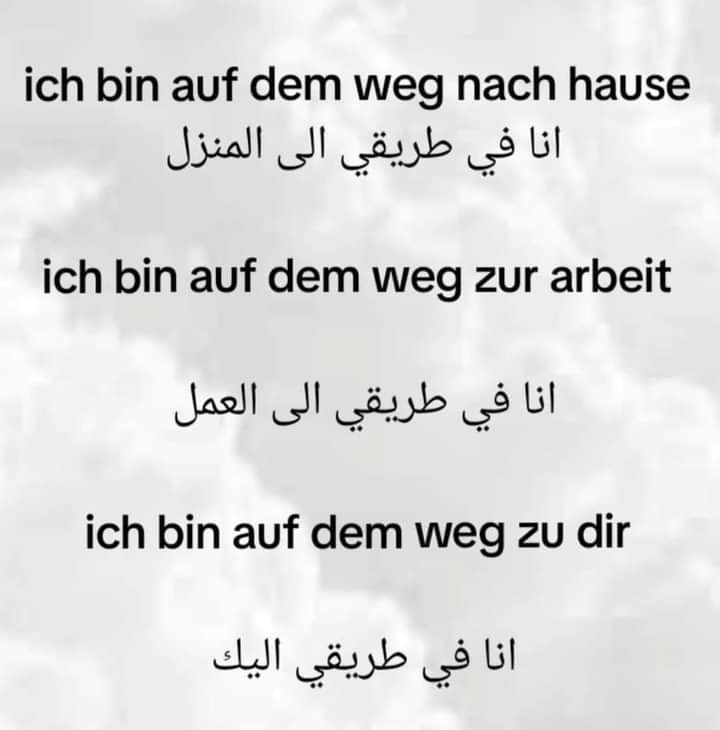 ich bin auf dem weg nach hause
انا في طريقي الى المنزل
ich bin auf dem weg zur arbeit
انا في طريقي الى العمل
ich bin auf dem weg zu dir
انا في طريقي اليك